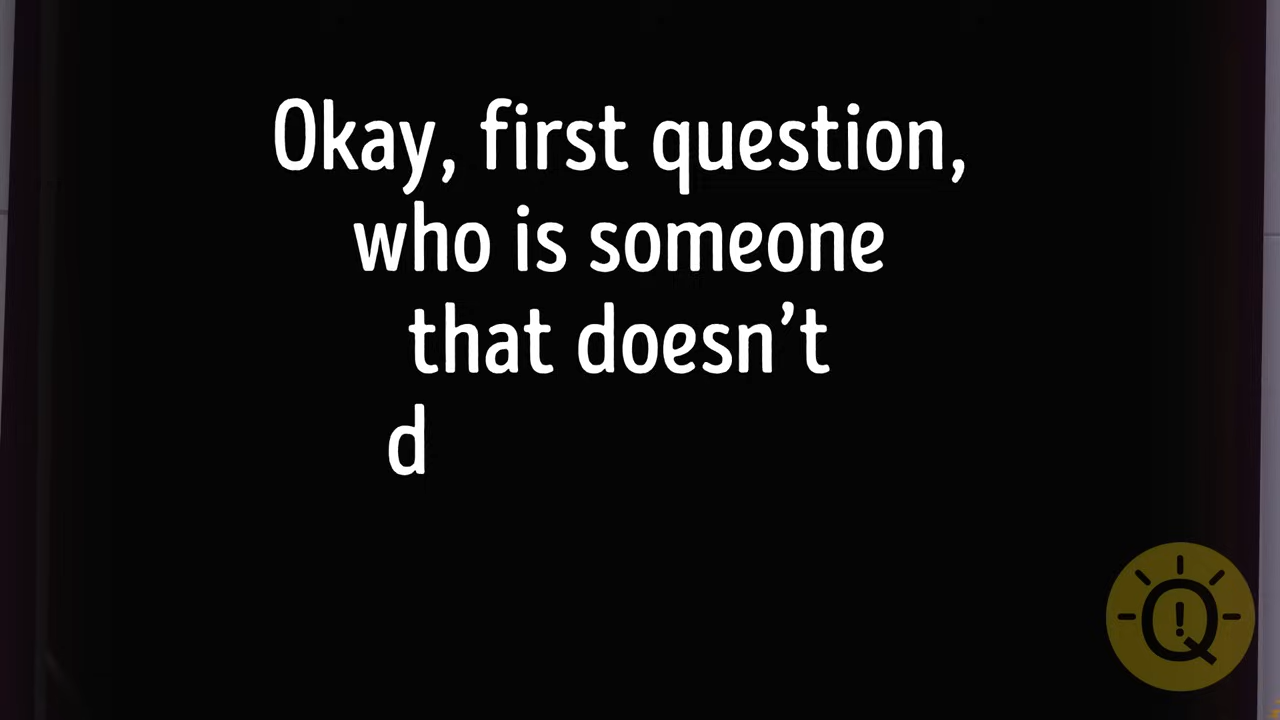 Okay, first question,
who is someone
that doesn’t
d
Q!